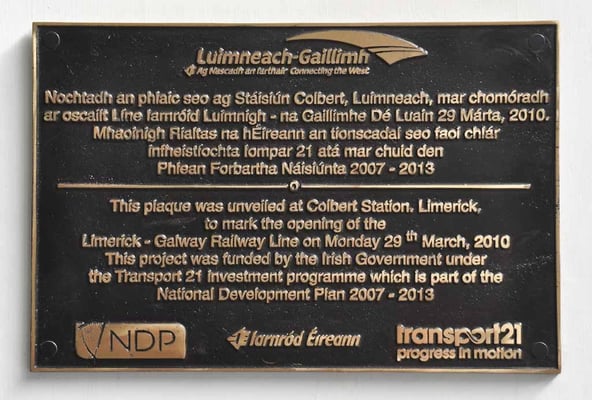 Luimneach-Gaillimh
Ag Nascadh an Iarthair Connecting the West
Nochtadh an phlaic seo ag Stáisiún Colbert, Luimneach, mar chomóradh
ar oscailt Líne Iarnróid Luimnigh - na Gaillimhe Dé Luain 29 Márta, 2010.
Mhaoinigh Rialtas na hÉireann an tionscadal seo faoi chlár
infheistíochta Iompar 21 atá mar chuid den
Phlean Forbartha Náisiúnta 2007 - 2013
This plaque was unveiled at Colbert Station, Limerick,
to mark the opening of the
Limerick - Galway Railway Line on Monday 29th March, 2010
This project was funded by the Irish Government under
the Transport 21 investment programme which is part of the
National Development Plan 2007 - 2013
NDP
Iarnród Éireann
transport21
progress in motion